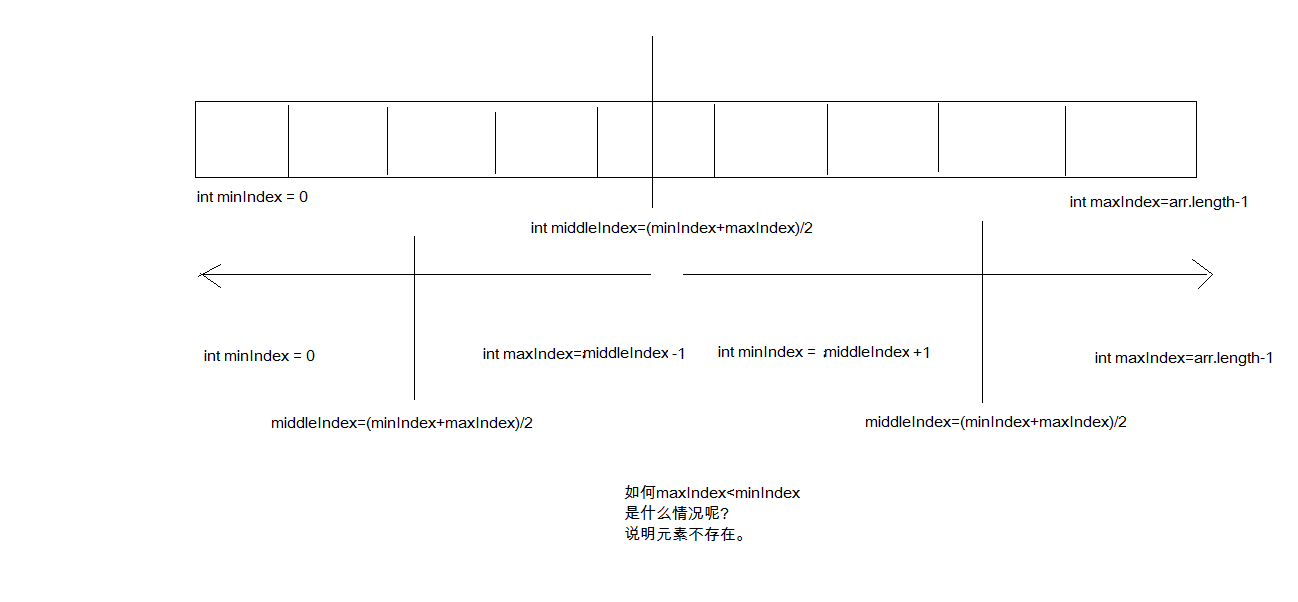 int minIndex = 0
int maxIndex=arr.length-1
int middleIndex=(minIndex+maxIndex)/2
int minIndex = 0
int maxIndex=middleIndex -1
int minIndex = middleIndex +1
int maxIndex=arr.length-1
middleIndex=(minIndex+maxIndex)/2
middleIndex=(minIndex+maxIndex)/2
如何maxIndex<minIndex
是什么情况呢?
说明元素不存在。